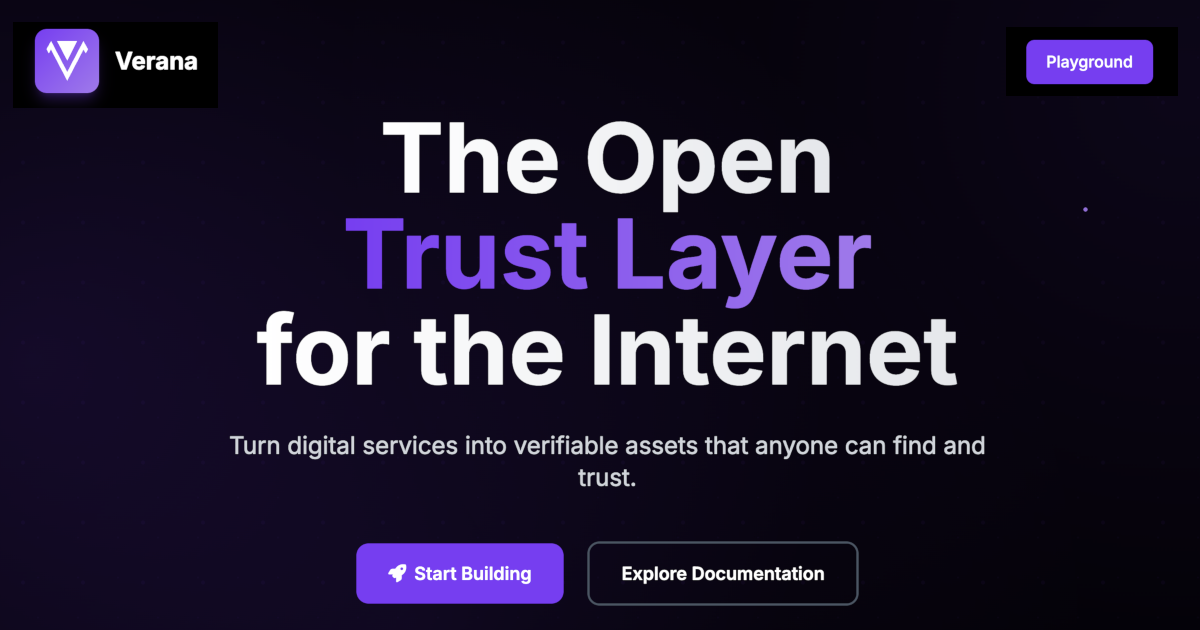 Verana
Playground
The Open
Trust Layer
for the Internet
Turn digital services into verifiable assets that anyone can find and
trust.
Start Building
Explore Documentation